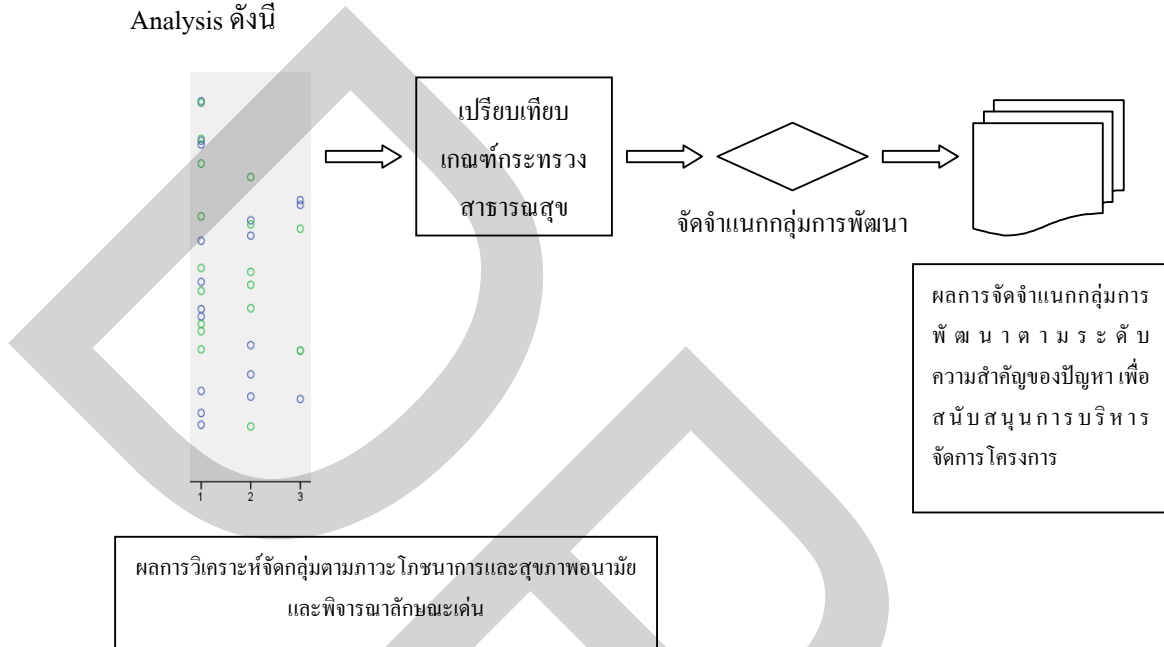 Analysis ดังนี้
เปรียบเทียบ
เกณฑ์กระทรวง
สาธารณสุข
จัดจำแนกกลุ่มการพัฒนา
ผลการจัดจำแนกกลุ่มการ
พัฒนาตามระดับ
ความสำคัญของปัญหา เพื่อ
สนับสนุนการบริหาร
จัดการโครงการ
1 2 3
ผลการวิเคราะห์จัดกลุ่มตามภาวะโภชนาการและสุขภาพอนามัย
และพิจารณาลักษณะเด่น